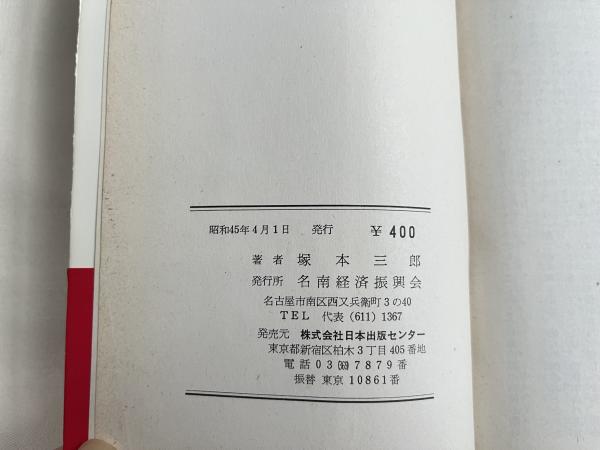 昭和45年4月1日 発行 ¥ 400
著者 塚本三郎
発行所 名南経済振興会
名古屋市南区西又兵衛町3の40
TEL 代表 (611) 1367
発売元 株式会社日本出版センター
東京都新宿区柏木3丁目405番地
電話 03 (363) 7879番
振替 東京 10861番